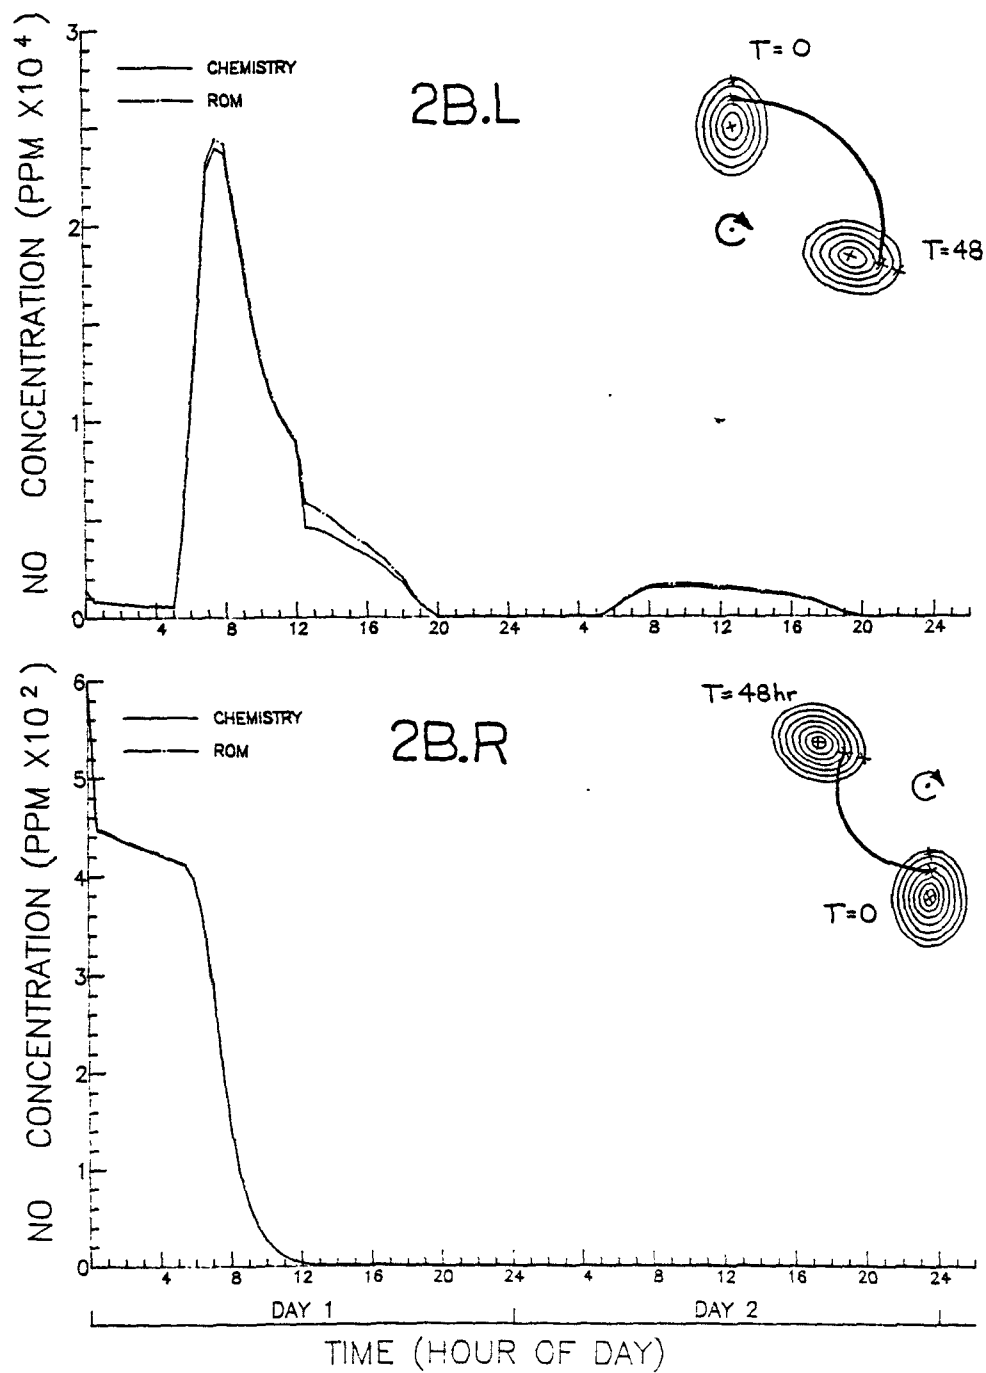 NO CONCENTRATION (PPM X10⁴)
3
2
1
0
CHEMISTRY
ROM
2B.L
T=0
T=48
4 8 12 16 20 24 4 8 12 16 20 24
NO CONCENTRATION (PPM X10²)
6
5
4
3
2
1
0
CHEMISTRY
ROM
2B.R
T=48hr
T=0
4 8 12 16 20 24 4 8 12 16 20 24
DAY 1 DAY 2
TIME (HOUR OF DAY)